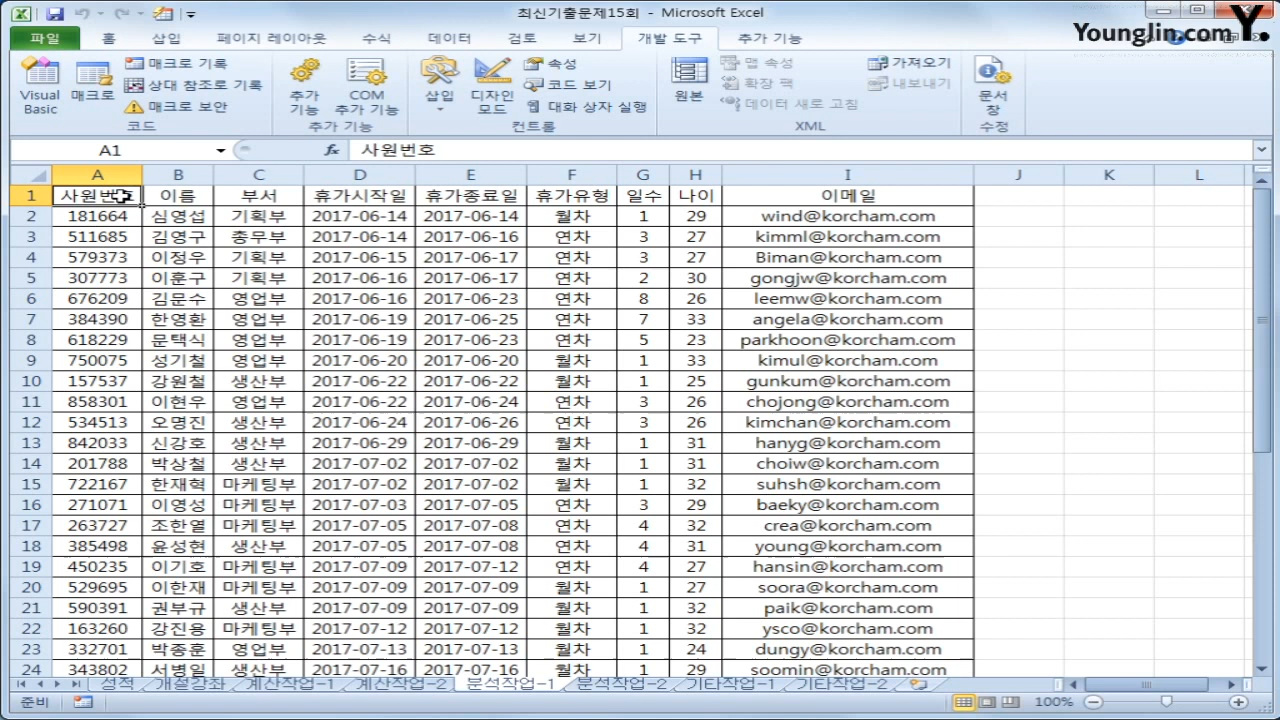 최신기출문제15회 - Microsoft Excel
Younglin.com Y.
파일 홈 삽입 페이지 레이아웃 수식 데이터 검토 보기 개발 도구 추가 기능
Visual Basic
매크로
매크로 기록
상대 참조로 기록
매크로 보안
추가 기능
COM 추가 기능
삽입
디자인 모드
속성
코드 보기
대화 상자 실행
원본
맵 속성
확장 팩
데이터 새로 고침
가져오기
내보내기
문서 창
코드 추가 기능 컨트롤 XML 수정
A1 fx 사원번호
A B C D E F G H I J K L
1 사원번호 이름 부서 휴가시작일 휴가종료일 휴가유형 일수 나이 이메일
2 181664 심영섭 기획부 2017-06-14 2017-06-14 월차 1 29 wind@korcham.com
3 511685 김영구 총무부 2017-06-14 2017-06-16 연차 3 27 kimml@korcham.com
4 579373 이정우 기획부 2017-06-15 2017-06-17 연차 3 27 Biman@korcham.com
5 307773 이훈구 기획부 2017-06-16 2017-06-17 연차 2 30 gongjw@korcham.com
6 676209 김문수 영업부 2017-06-16 2017-06-23 연차 8 26 leemw@korcham.com
7 384390 한영환 영업부 2017-06-19 2017-06-25 연차 7 33 angela@korcham.com
8 618229 문택식 영업부 2017-06-19 2017-06-23 연차 5 23 parkhoon@korcham.com
9 750075 성기철 영업부 2017-06-20 2017-06-20 월차 1 33 kimul@korcham.com
10 157537 강원철 생산부 2017-06-22 2017-06-22 월차 1 25 gunkum@korcham.com
11 858301 이현우 영업부 2017-06-22 2017-06-24 연차 3 26 chojong@korcham.com
12 534513 오명진 생산부 2017-06-24 2017-06-26 연차 3 26 kimchan@korcham.com
13 842033 신강호 생산부 2017-06-29 2017-06-29 월차 1 31 hanyg@korcham.com
14 201788 박상철 생산부 2017-07-02 2017-07-02 월차 1 31 choiw@korcham.com
15 722167 한재혁 마케팅부 2017-07-02 2017-07-02 월차 1 32 suhsh@korcham.com
16 271071 이영성 마케팅부 2017-07-03 2017-07-05 연차 3 29 baeky@korcham.com
17 263727 조한열 마케팅부 2017-07-05 2017-07-08 연차 4 32 crea@korcham.com
18 385498 윤성현 생산부 2017-07-05 2017-07-08 연차 4 31 young@korcham.com
19 450235 이기호 마케팅부 2017-07-09 2017-07-12 연차 4 27 hansin@korcham.com
20 529695 이한재 마케팅부 2017-07-09 2017-07-09 월차 1 27 soora@korcham.com
21 590391 권부규 생산부 2017-07-09 2017-07-09 월차 1 32 paik@korcham.com
22 163260 강진용 마케팅부 2017-07-12 2017-07-12 월차 1 32 ysco@korcham.com
23 332701 박종훈 영업부 2017-07-13 2017-07-13 월차 1 24 dungy@korcham.com
24 343802 서병일 생산부 2017-07-16 2017-07-16 월차 1 29 soomin@korcham.com
성적 개설강좌 계산작업-1 계산작업-2 분석작업-1 분석작업-2 기타작업-1 기타작업-2
준비 100%